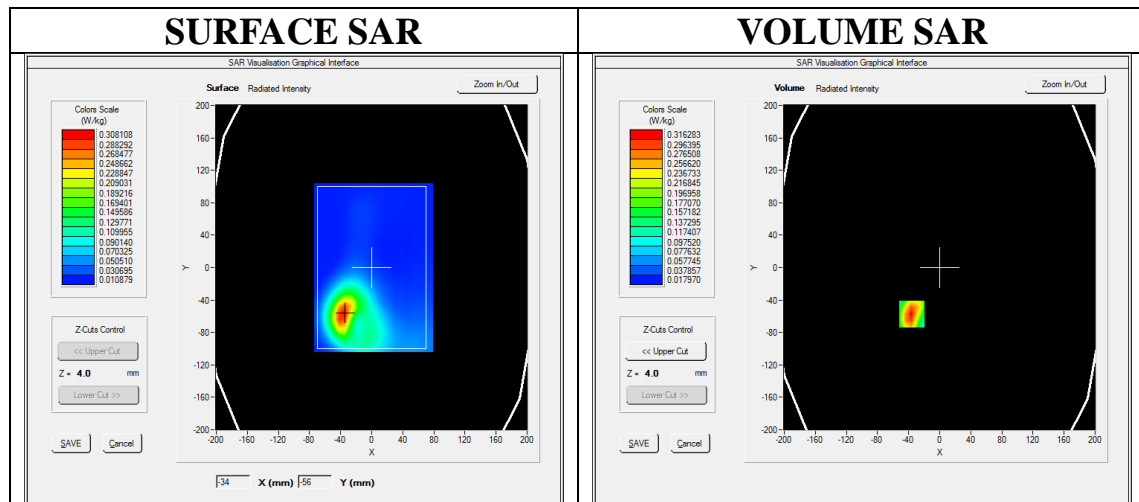 SURFACE SAR
VOLUME SAR
SAR Visualisation Graphical Interface
Surface Radiated Intensity
Zoom In/Out
Colors Scale
(W/kg)
0.308108
0.288292
0.268477
0.248662
0.228847
0.209031
0.189216
0.169401
0.149586
0.129771
0.109955
0.090140
0.070325
0.050510
0.030695
0.010879
200
160
120
80
40
0
-40
-80
-120
-160
-200
Y
-200 -160 -120 -80 -40 0 40 80 120 160 200
X
Z-Cuts Control
<< Upper Cut
Z = 4.0 mm
Lower Cut >>
SAVE Cancel
-34 X (mm) -56 Y (mm)
SAR Visualisation Graphical Interface
Volume Radiated Intensity
Zoom In/Out
Colors Scale
(W/kg)
0.316283
0.296395
0.276508
0.256620
0.236733
0.216845
0.196958
0.177070
0.157182
0.137295
0.117407
0.097520
0.077632
0.057745
0.037857
0.017970
200
160
120
80
40
0
-40
-80
-120
-160
-200
Y
-200 -160 -120 -80 -40 0 40 80 120 160 200
X
Z-Cuts Control
<< Upper Cut
Z = 4.0 mm
Lower Cut >>
SAVE Cancel